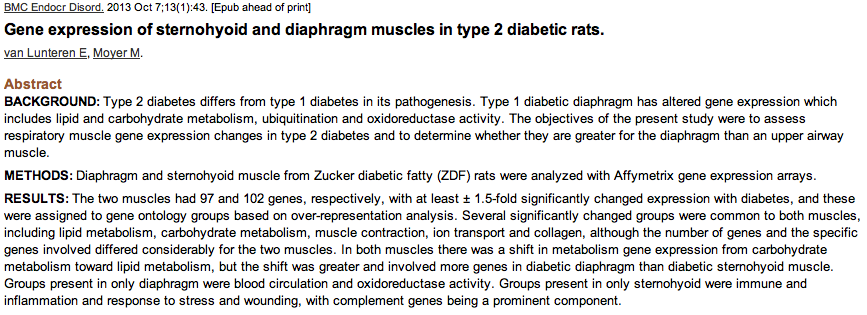 BMC Endocr Disord. 2013 Oct 7;13(1):43. [Epub ahead of print]
Gene expression of sternohyoid and diaphragm muscles in type 2 diabetic rats.
van Lunteren E, Moyer M.
Abstract
BACKGROUND: Type 2 diabetes differs from type 1 diabetes in its pathogenesis. Type 1 diabetic diaphragm has altered gene expression which
includes lipid and carbohydrate metabolism, ubiquitination and oxidoreductase activity. The objectives of the present study were to assess
respiratory muscle gene expression changes in type 2 diabetes and to determine whether they are greater for the diaphragm than an upper airway
muscle.
METHODS: Diaphragm and sternohyoid muscle from Zucker diabetic fatty (ZDF) rats were analyzed with Affymetrix gene expression arrays.
RESULTS: The two muscles had 97 and 102 genes, respectively, with at least ± 1.5-fold significantly changed expression with diabetes, and these
were assigned to gene ontology groups based on over-representation analysis. Several significantly changed groups were common to both muscles,
including lipid metabolism, carbohydrate metabolism, muscle contraction, ion transport and collagen, although the number of genes and the specific
genes involved differed considerably for the two muscles. In both muscles there was a shift in metabolism gene expression from carbohydrate
metabolism toward lipid metabolism, but the shift was greater and involved more genes in diabetic diaphragm than diabetic sternohyoid muscle.
Groups present in only diaphragm were blood circulation and oxidoreductase activity. Groups present in only sternohyoid were immune and
inflammation and response to stress and wounding, with complement genes being a prominent component.